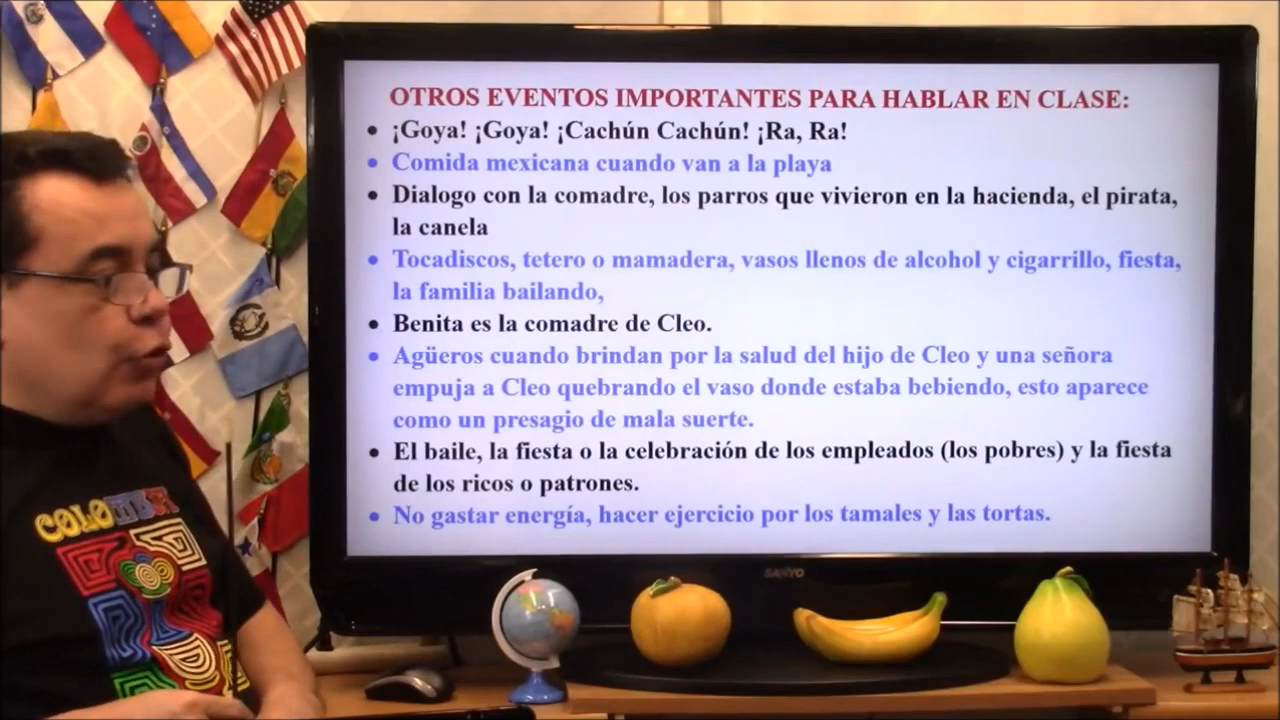 OTROS EVENTOS IMPORTANTES PARA HABLAR EN CLASE:
• ¡Goya! ¡Goya! ¡Cachún Cachún! ¡Ra, Ra!
• Comida mexicana cuando van a la playa
• Dialogo con la comadre, los parros que vivieron en la hacienda, el pirata,
la canela
• Tocadiscos, tetero o mamadera, vasos llenos de alcohol y cigarrillo, fiesta,
la familia bailando,
• Benita es la comadre de Cleo.
• Agüeros cuando brindan por la salud del hijo de Cleo y una señora
empuja a Cleo quebrando el vaso donde estaba bebiendo, esto aparece
como un presagio de mala suerte.
• El baile, la fiesta o la celebración de los empleados (los pobres) y la fiesta
de los ricos o patrones.
• No gastar energía, hacer ejercicio por los tamales y las tortas.
SANYO
COLOMBIA